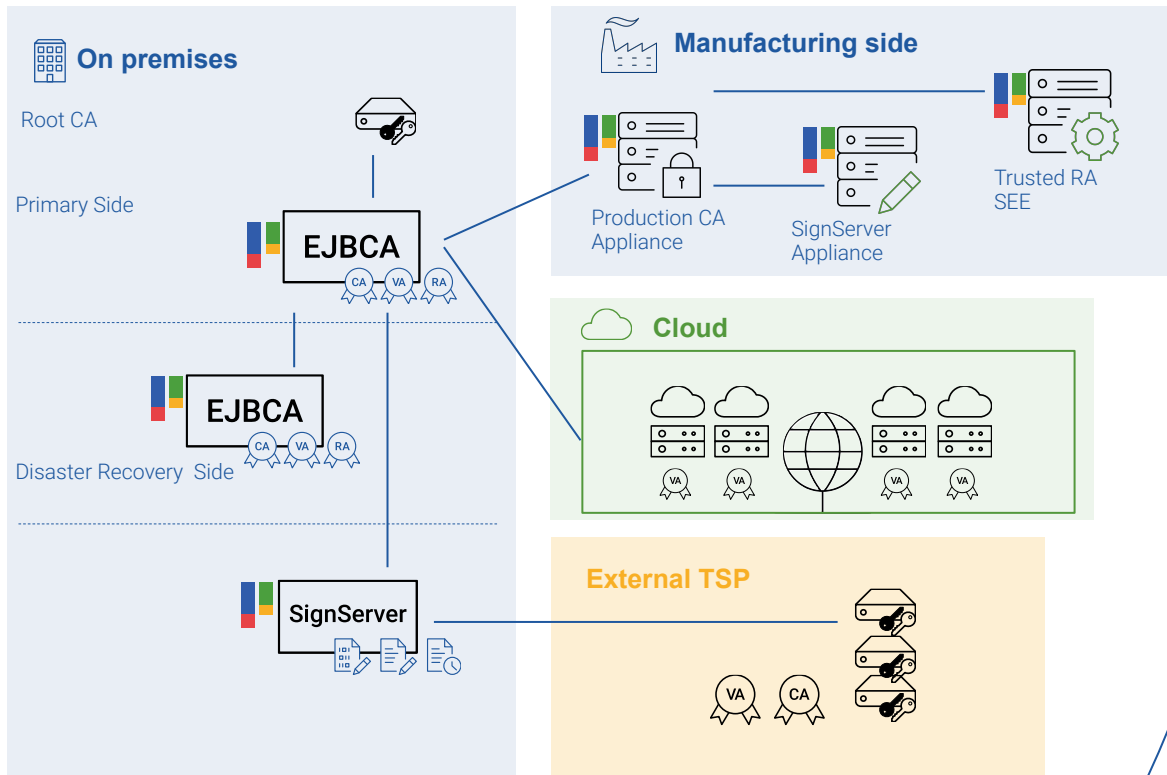 On premises
Root CA
Primary Side
EJBCA
CA VA RA
EJBCA
CA VA RA
Disaster Recovery Side
SignServer
Manufacturing side
Production CA
Appliance
SignServer
Appliance
Trusted RA
SEE
Cloud
VA VA VA VA
External TSP
VA CA